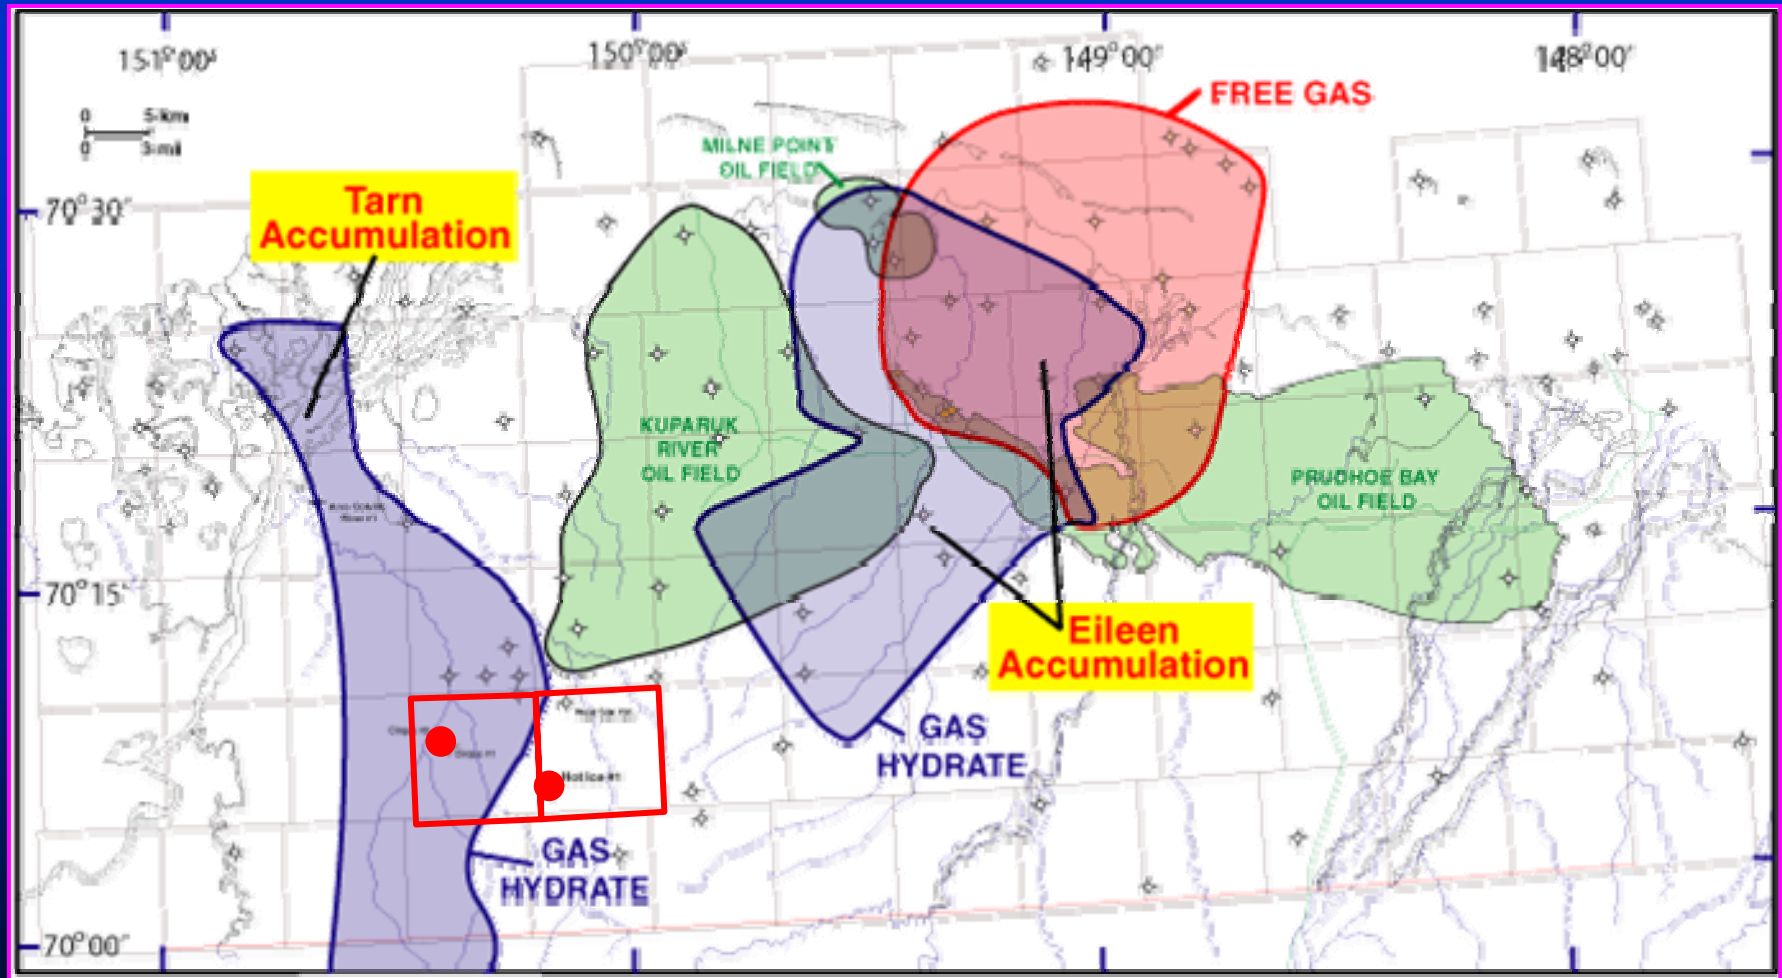 151°00'
150°00'
149°00'
148°00'
FREE GAS
0 5 km
0 3 mi
MILNE POINT
OIL FIELD
Tarn
Accumulation
70°30'
KUPARUK
RIVER
OIL FIELD
PRUDHOE BAY
OIL FIELD
70°15'
Eileen
Accumulation
GAS
HYDRATE
GAS
HYDRATE
70°00'